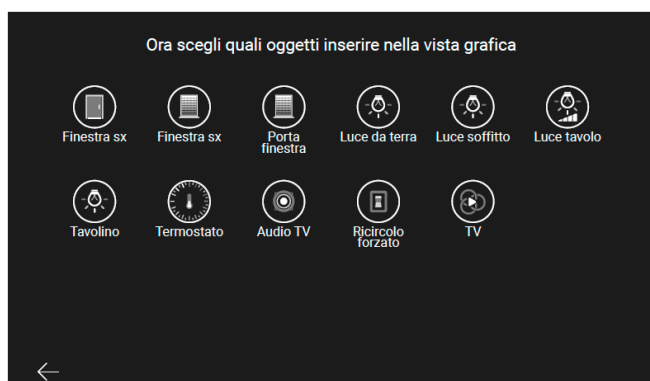 Ora scegli quali oggetti inserire nella vista grafica
Finestra sx
Finestra sx
Porta
finestra
Luce da terra
Luce soffitto
Luce tavolo
Tavolino
Termostato
Audio TV
Ricircolo
forzato
TV